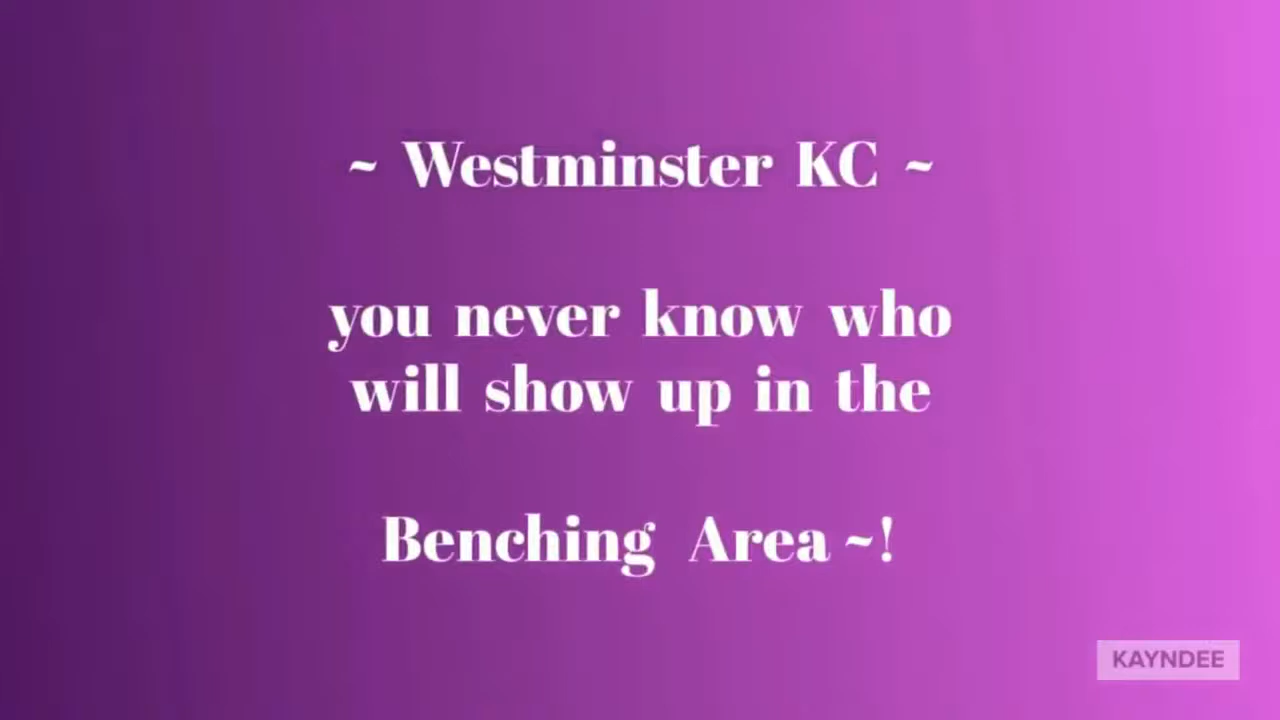 ~ Westminster KC ~
you never know who
will show up in the
Benching Area ~!
KAYNDEE